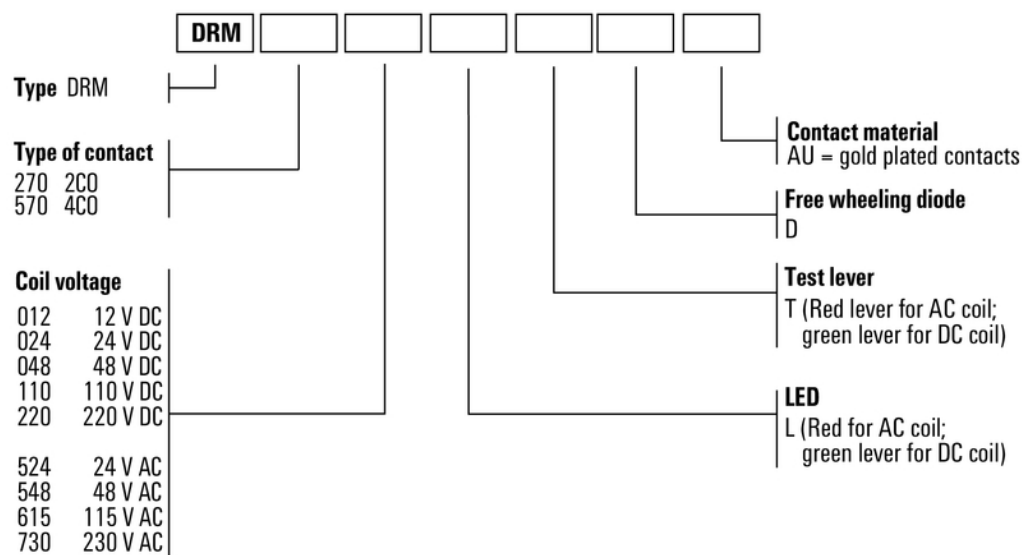 DRM
Type DRM
Type of contact
270 2CO
570 4CO
Coil voltage
012 12 V DC
024 24 V DC
048 48 V DC
110 110 V DC
220 220 V DC
524 24 V AC
548 48 V AC
615 115 V AC
730 230 V AC
Contact material
AU = gold plated contacts
Free wheeling diode
D
Test lever
T (Red lever for AC coil;
green lever for DC coil)
LED
L (Red for AC coil;
green lever for DC coil)